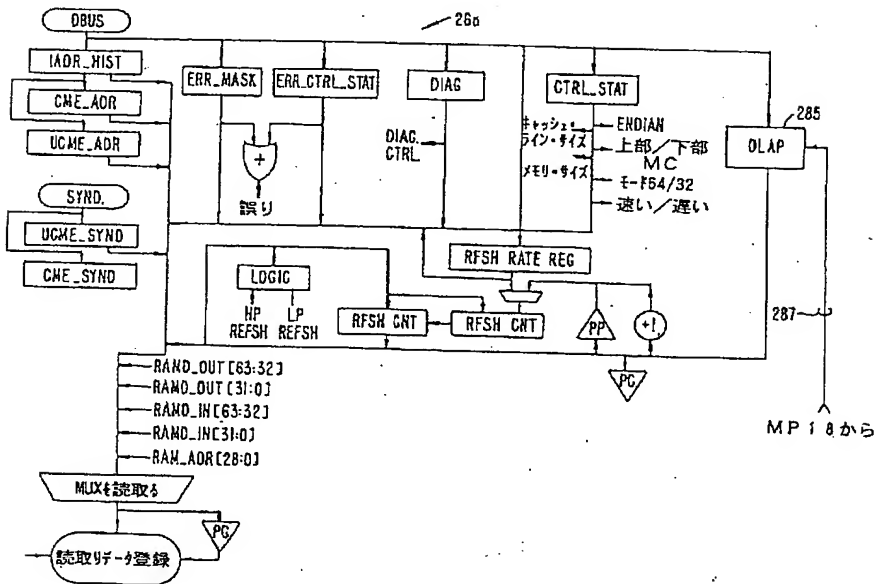 DBUS
260
IADR_HIST
CME_ADR
UCME_ADR
ERR_MASK
ERR_CTRL_STAT
DIAG
CTRL_STAT
誤り
DIAG.
CTRL.
キャッシュ・
ライン・サイズ
メモリ・サイズ
ENDIAN
上部/下部
MC
モード64/32
速い/遅い
285
OLAP
SYND.
UCME_SYND
CME_SYND
LOGIC
HP
REFSH
LP
REFSH
RFSH RATE REG
RFSH CNT
RFSH CNT
PP
+1
PG
287
MP18から
RAMD_OUT[63:32]
RAMD_OUT[31:0]
RAMD_IN[63:32]
RAMD_IN[31:0]
RAM_ADR[28:0]
MUXを読取る
PG
読取りデータ登録